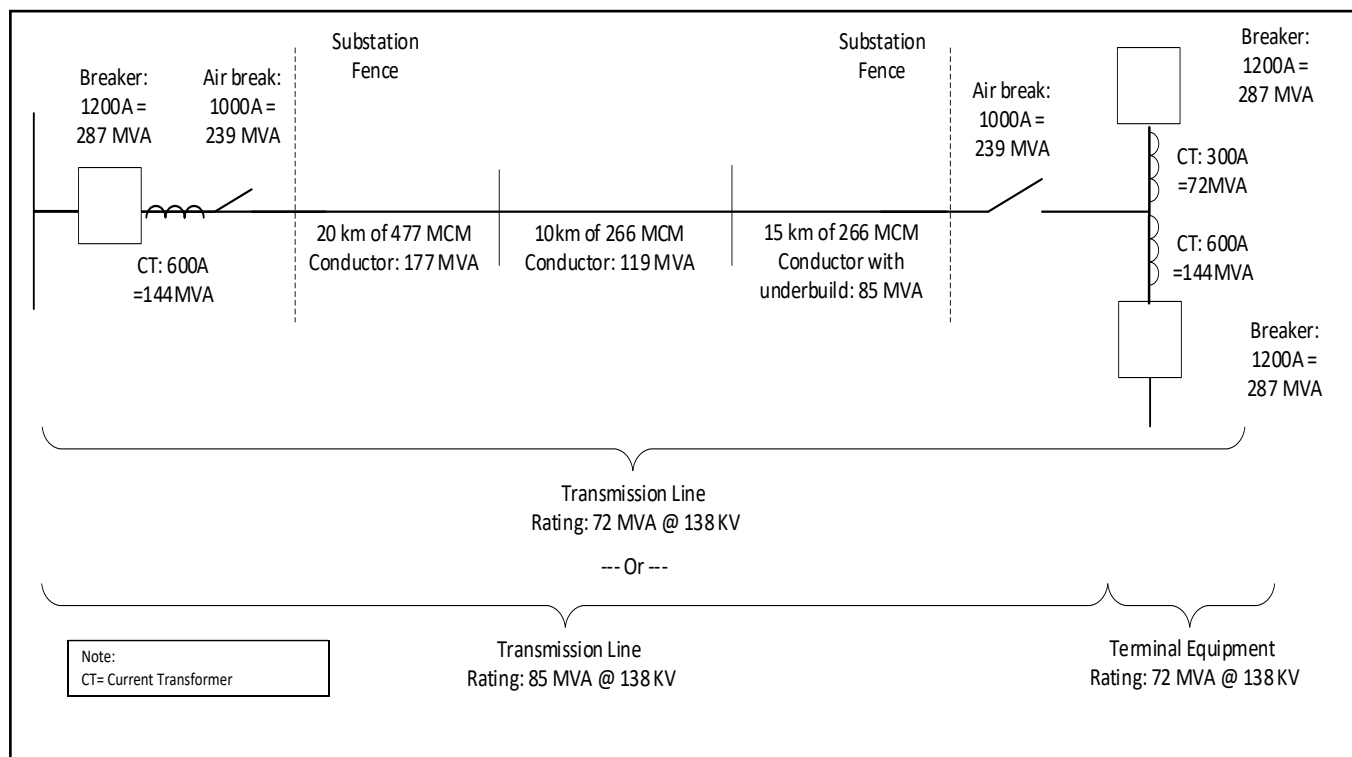 Breaker:
1200A =
287 MVA
Air break:
1000A =
239 MVA
Substation
Fence
Substation
Fence
Air break:
1000A =
239 MVA
Breaker:
1200A =
287 MVA
CT: 300A
=72MVA
CT: 600A
=144MVA
CT: 600A
=144MVA
20 km of 477 MCM
Conductor: 177 MVA
10km of 266 MCM
Conductor: 119 MVA
15 km of 266 MCM
Conductor with
underbuild: 85 MVA
Breaker:
1200A =
287 MVA
Transmission Line
Rating: 72 MVA @ 138 KV
--- Or ---
Transmission Line
Rating: 85 MVA @ 138 KV
Terminal Equipment
Rating: 72 MVA @ 138 KV
Note:
CT= Current Transformer